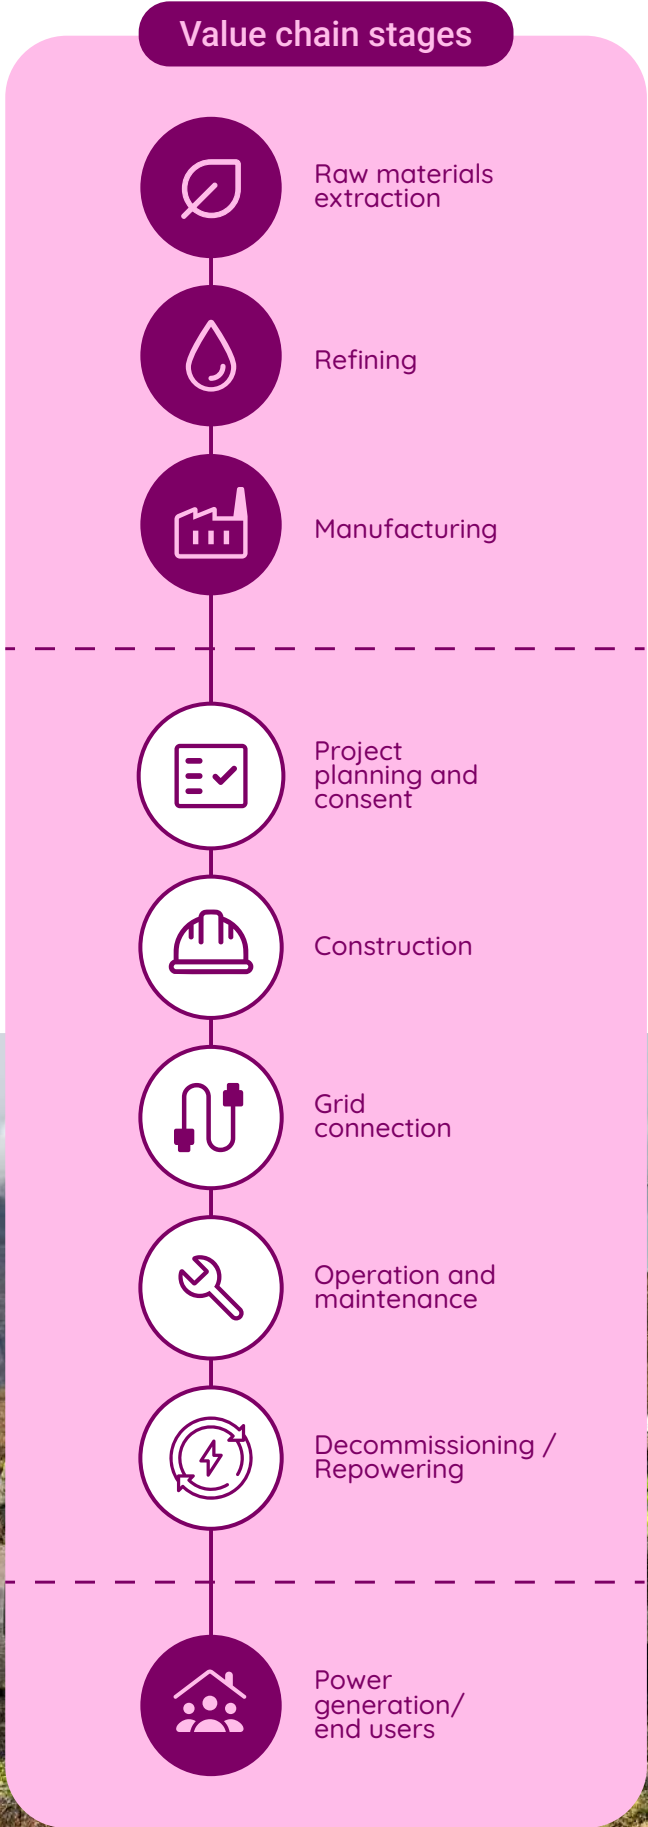 Value chain stages
Raw materials
extraction
Refining
Manufacturing
Project
planning and
consent
Construction
Grid
connection
Operation and
maintenance
Decommissioning /
Repowering
Power
generation/
end users